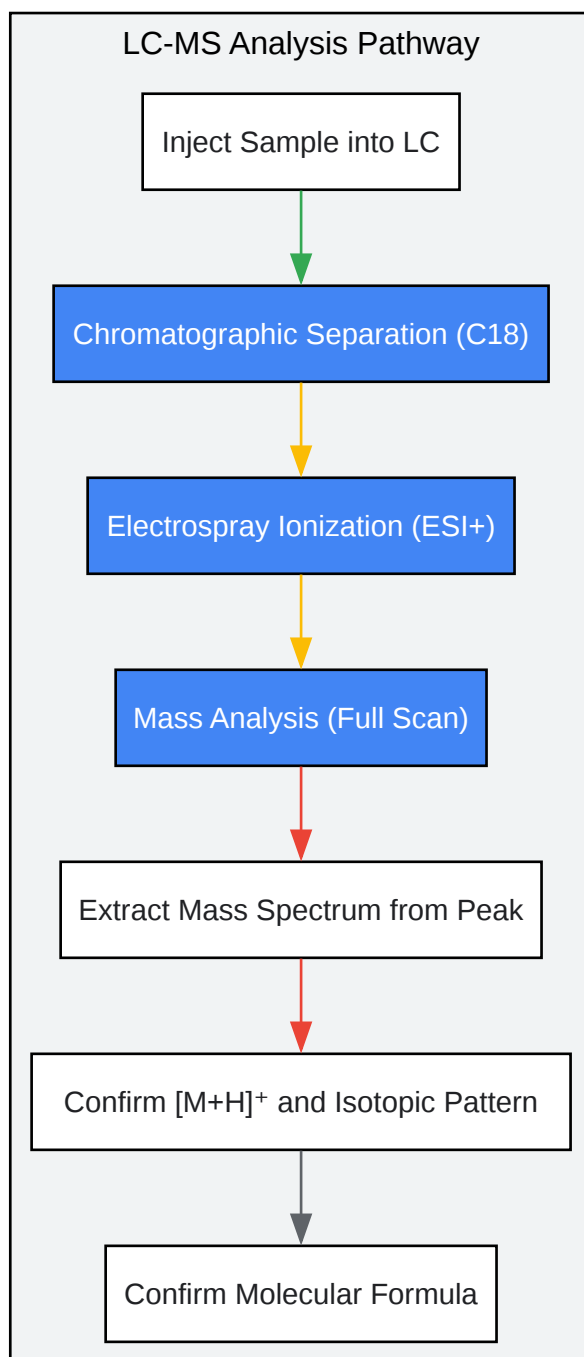 LC-MS Analysis Pathway
Inject Sample into LC
Chromatographic Separation (C18)
Electrospray Ionization (ESI+)
Mass Analysis (Full Scan)
Extract Mass Spectrum from Peak
Confirm [M+H]⁺ and Isotopic Pattern
Confirm Molecular Formula